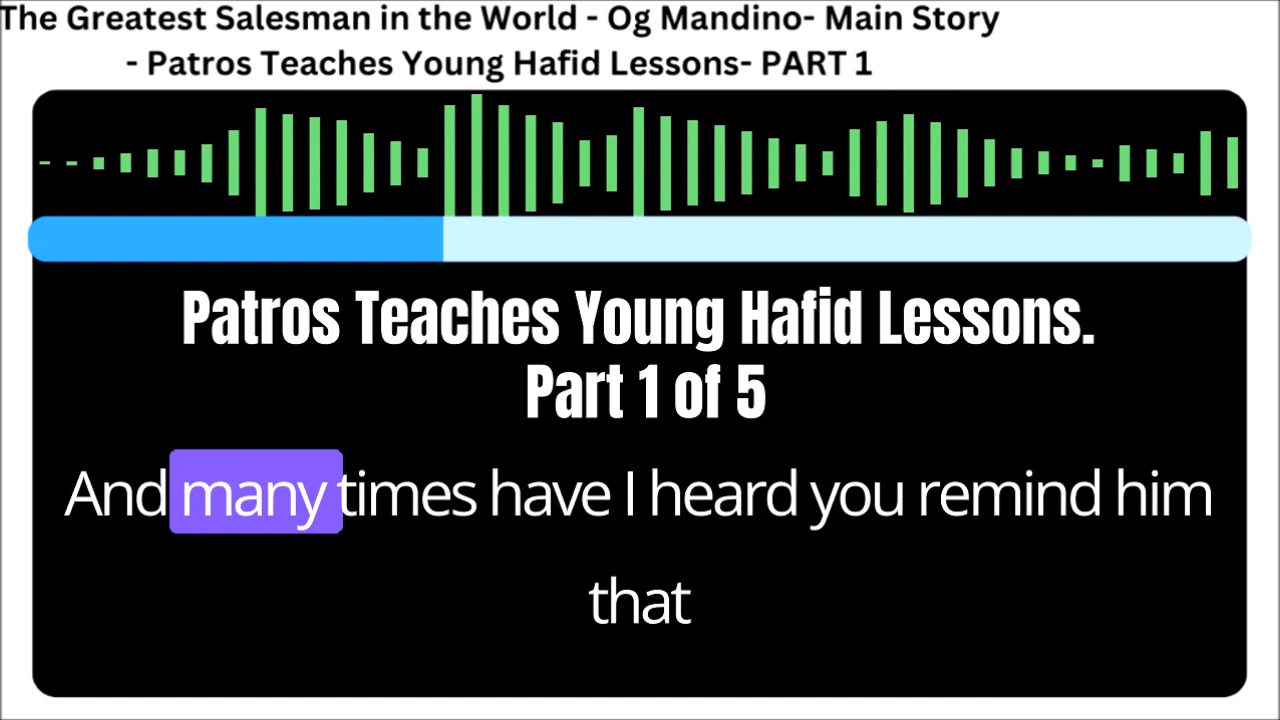 The Greatest Salesman in the World - Og Mandino- Main Story
- Patros Teaches Young Hafid Lessons- PART 1
Patros Teaches Young Hafid Lessons.
Part 1 of 5
And many times have I heard you remind him
that